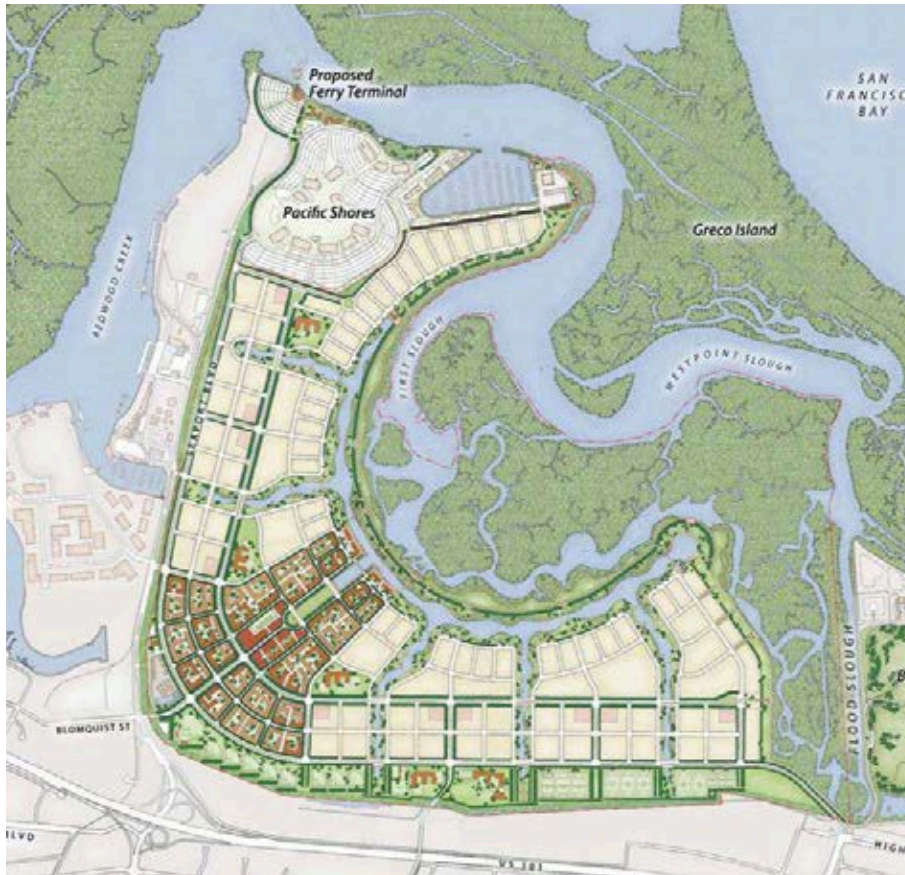 Proposed
Ferry Terminal
SAN
FRANCISC
BAY
Pacific Shores
Greco Island
REDWOOD CREEK
FIRST SLOUGH
WESTPOINT SLOUGH
SEAPORT BLVD
FLOOD SLOUGH
B
BLOMQUIST ST
BLVD
US 101
HIGH